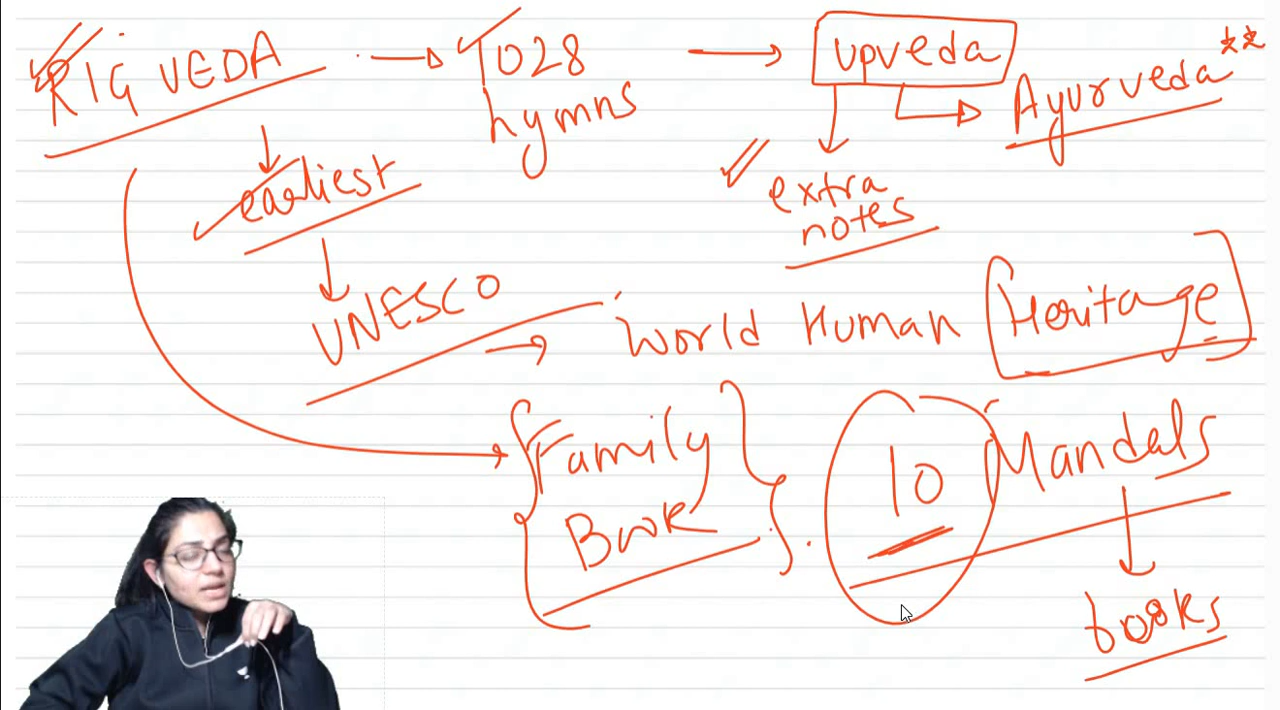 RIG VEDA → 1028 → upveda
hymns
Ayurveda**
earliest
extra
notes
UNESCO → World Human Heritage
Family 10 Mandals
Book
books